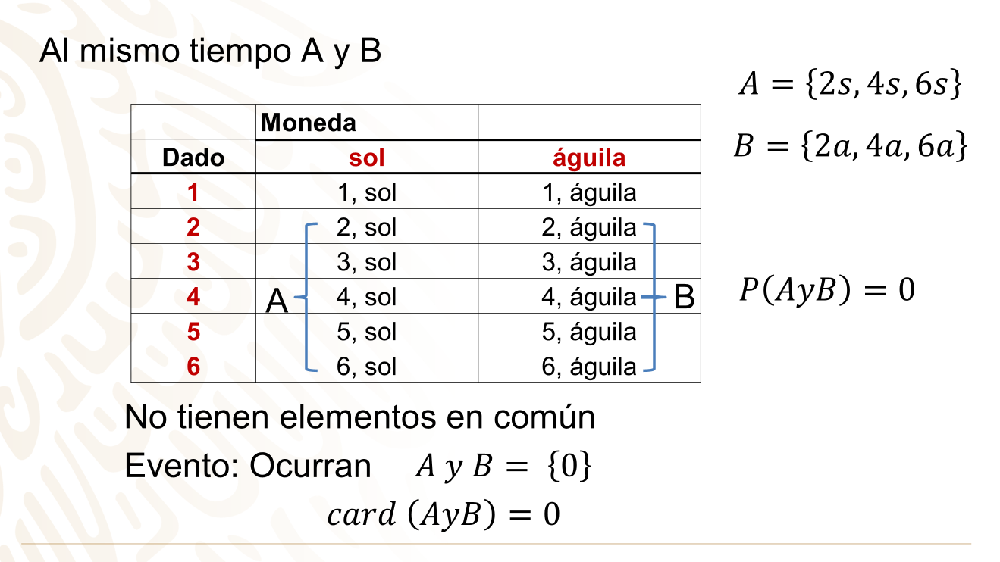 Al mismo tiempo A y B
A = {2s, 4s, 6s}
B = {2a, 4a, 6a}
Moneda
Dado sol águila
1 1, sol 1, águila
2 2, sol 2, águila
3 3, sol 3, águila
4 A 4, sol 4, águila B
5 5, sol 5, águila
6 6, sol 6, águila
P(AyB) = 0
No tienen elementos en común
Evento: Ocurran A y B = {0}
card (AyB) = 0